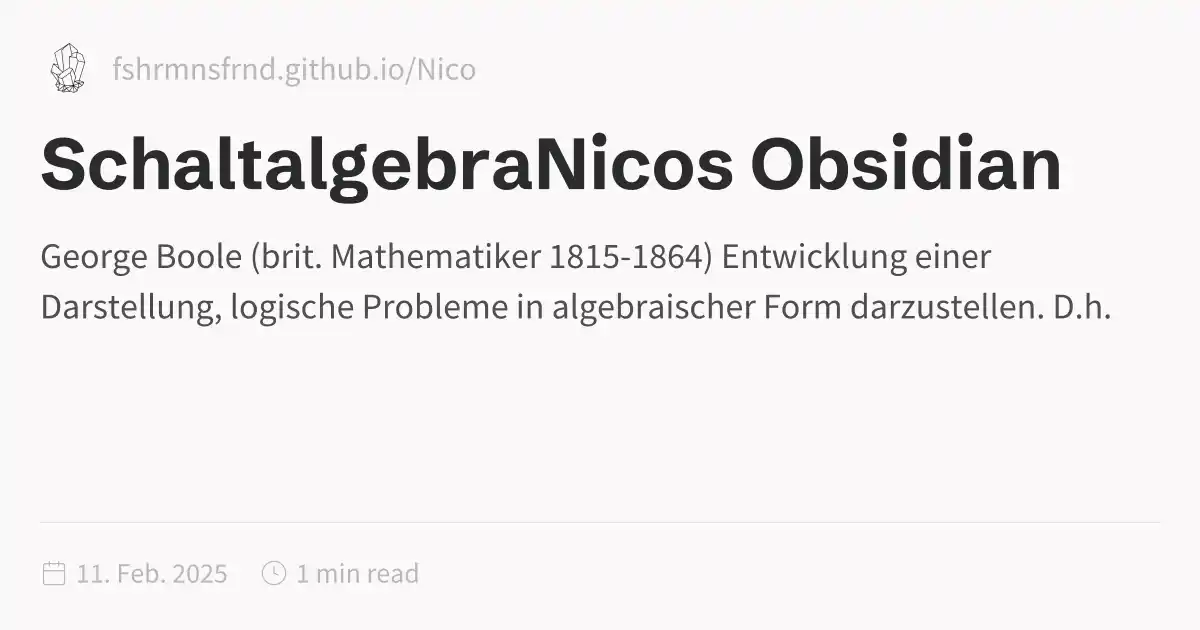 fshrmnsfrnd.github.io/Nico
SchaltalgebraNicos Obsidian
George Boole (brit. Mathematiker 1815-1864) Entwicklung einer
Darstellung, logische Probleme in algebraischer Form darzustellen. D.h.
11. Feb. 2025 1 min read